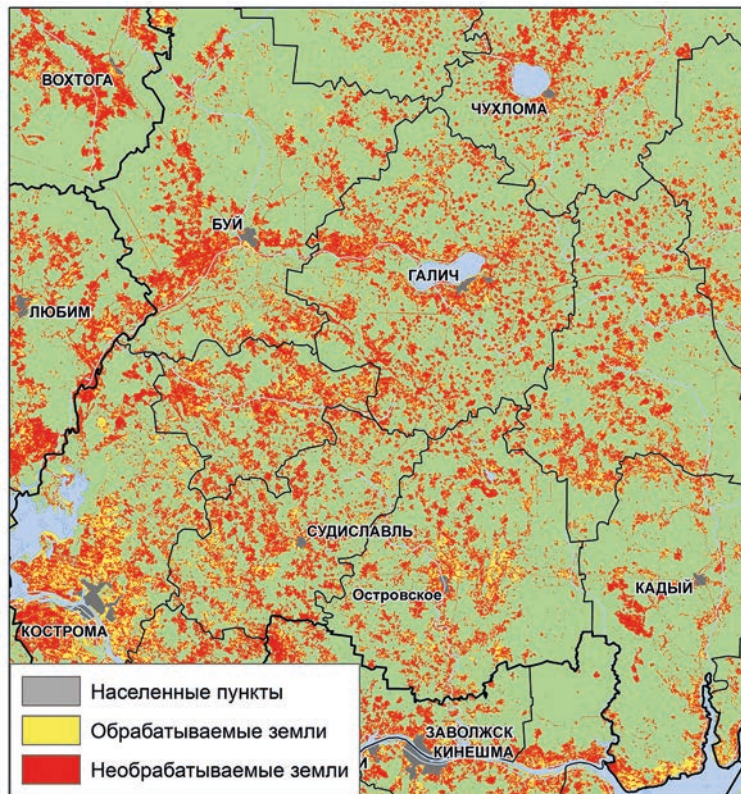 ВОХТОГА
ЧУХЛОМА
БУЙ
ГАЛИЧ
ЛЮБИМ
СУДИСЛАВЛЬ
Островское
КАДЫЙ
КОСТРОМА
Населенные пункты
Обрабатываемые земли
Необрабатываемые земли
ЗАВОЛЖСК
КИНЕШМА
И